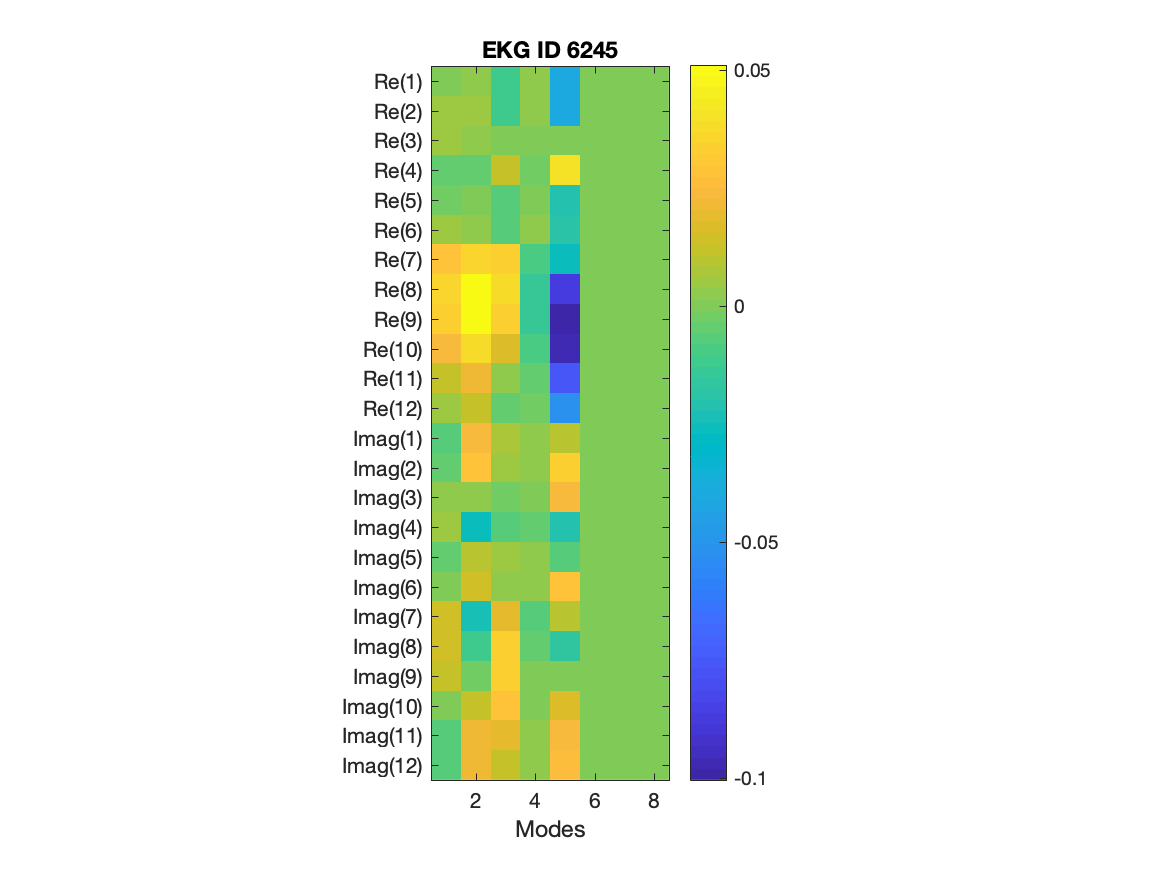 EKG ID 6245
Re(1)
Re(2)
Re(3)
Re(4)
Re(5)
Re(6)
Re(7)
Re(8)
Re(9)
Re(10)
Re(11)
Re(12)
Imag(1)
Imag(2)
Imag(3)
Imag(4)
Imag(5)
Imag(6)
Imag(7)
Imag(8)
Imag(9)
Imag(10)
Imag(11)
Imag(12)
2 4 6 8
Modes
0.05
0
-0.05
-0.1